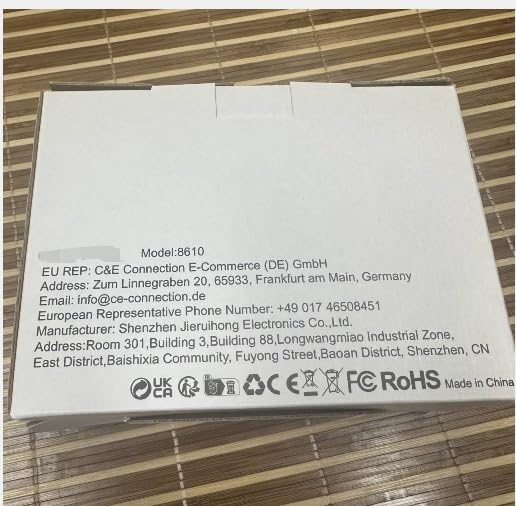 Model:8610
EU REP: C&E Connection E-Commerce (DE) GmbH
Address: Zum Linnegraben 20, 65933, Frankfurt am Main, Germany
Email: info@ce-connection.de
European Representative Phone Number: +49 017 46508451
Manufacturer: Shenzhen Jieruihong Electronics Co.,Ltd.
Address:Room 301,Building 3,Building 88,Longwangmiao Industrial Zone,
East District,Baishixia Community, Fuyong Street,Baoan District, Shenzhen, CN
UK CA CE FC RoHS Made in China